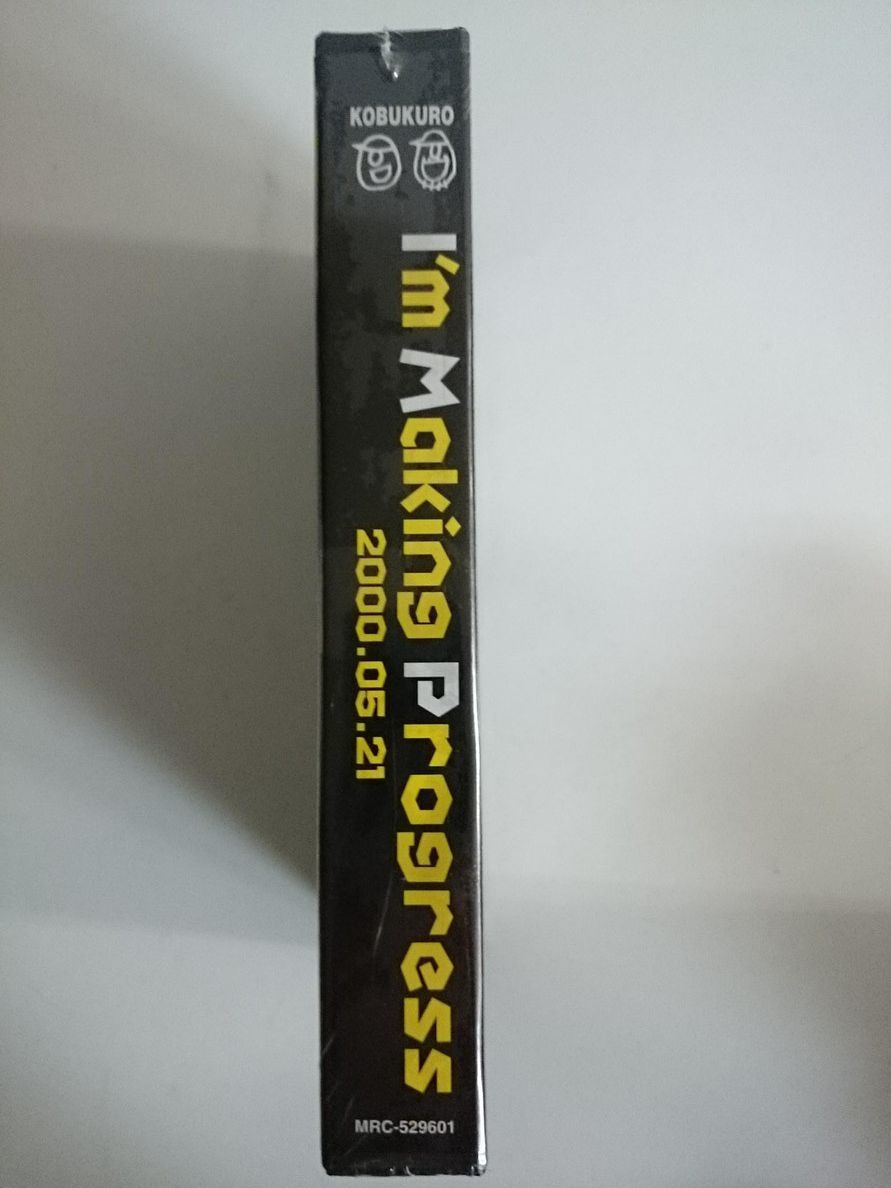 KOBUKURO
I'm Making Progress
2000.05.21
MRC-529601